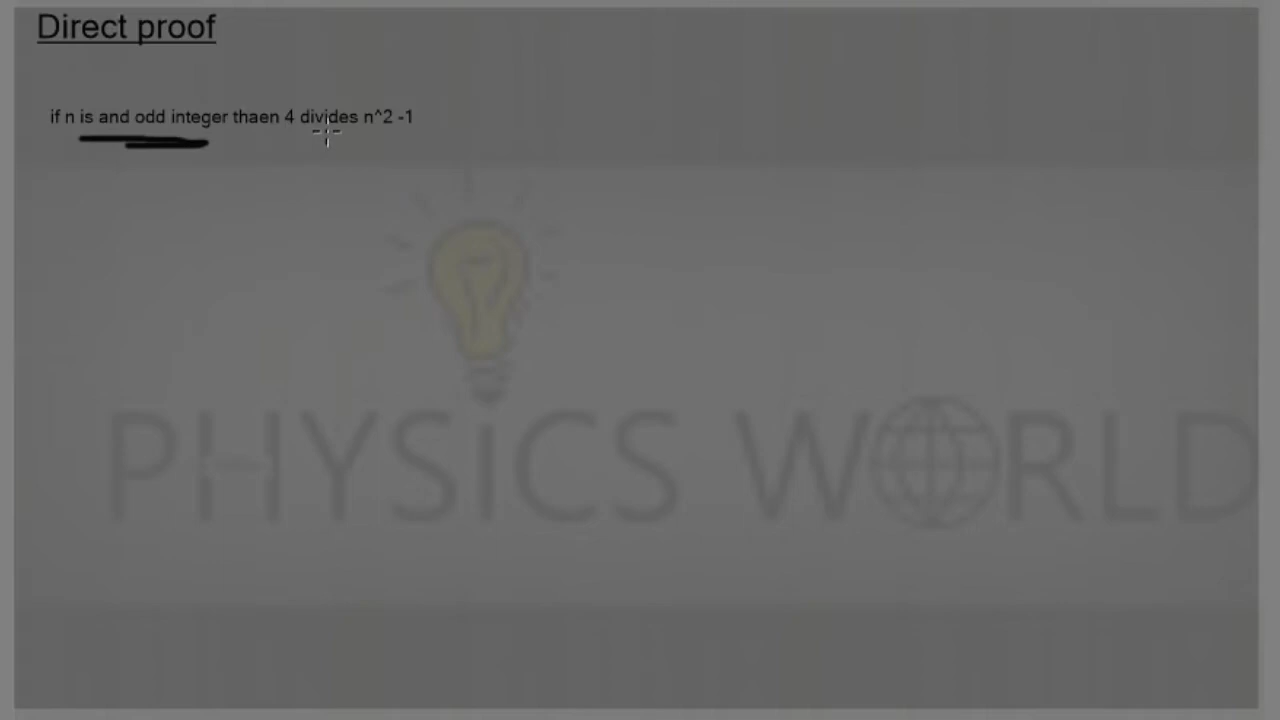 Direct proof
if n is and odd integer thaen 4 divides n^2 -1
PHYSiCS WORLD